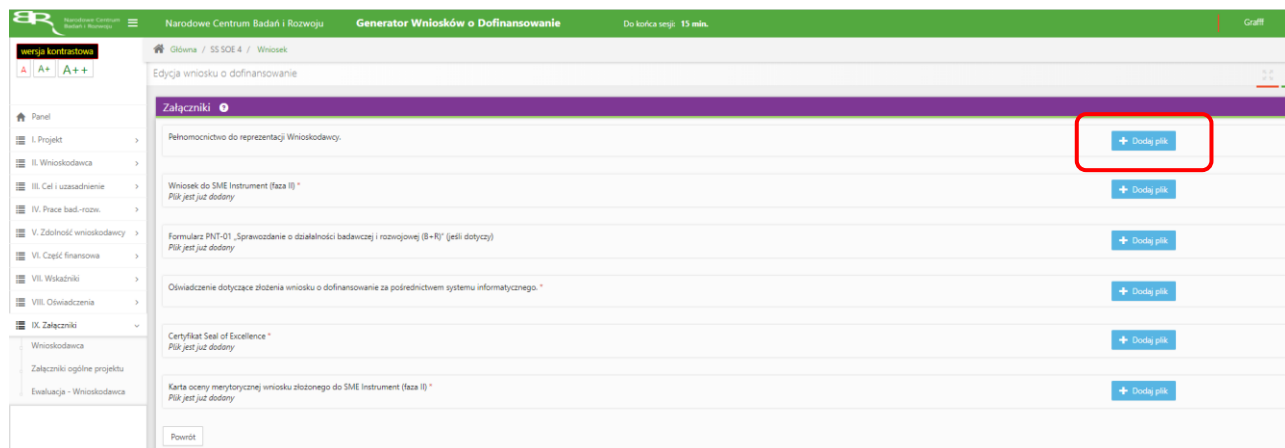 Narodowe Centrum
Badań i Rozwoju
Narodowe Centrum Badań i Rozwoju
Generator Wniosków o Dofinansowanie
Do końca sesji: 15 min.
Grafff
wersja kontrastowa
A A+ A++
Główna / SS SOE 4 / Wniosek
Edycja wniosku o dofinansowanie
Panel
I. Projekt
II. Wnioskodawca
III. Cel i uzasadnienie
IV. Prace bad.-rozw.
V. Zdolność wnioskodawcy
VI. Część finansowa
VII. Wskaźniki
VIII. Oświadczenia
IX. Załączniki
Wnioskodawca
Załączniki ogólne projektu
Ewaluacja - Wnioskodawca
Załączniki ?
Pełnomocnictwo do reprezentacji Wnioskodawcy.
+ Dodaj plik
Wniosek do SME Instrument (faza II) *
Plik jest już dodany
+ Dodaj plik
Formularz PNT-01 „Sprawozdanie o działalności badawczej i rozwojowej (B+R)" (jeśli dotyczy)
Plik jest już dodany
+ Dodaj plik
Oświadczenie dotyczące złożenia wniosku o dofinansowanie za pośrednictwem systemu informatycznego. *
+ Dodaj plik
Certyfikat Seal of Excellence *
Plik jest już dodany
+ Dodaj plik
Karta oceny merytorycznej wniosku złożonego do SME Instrument (faza II) *
Plik jest już dodany
+ Dodaj plik
Powrót